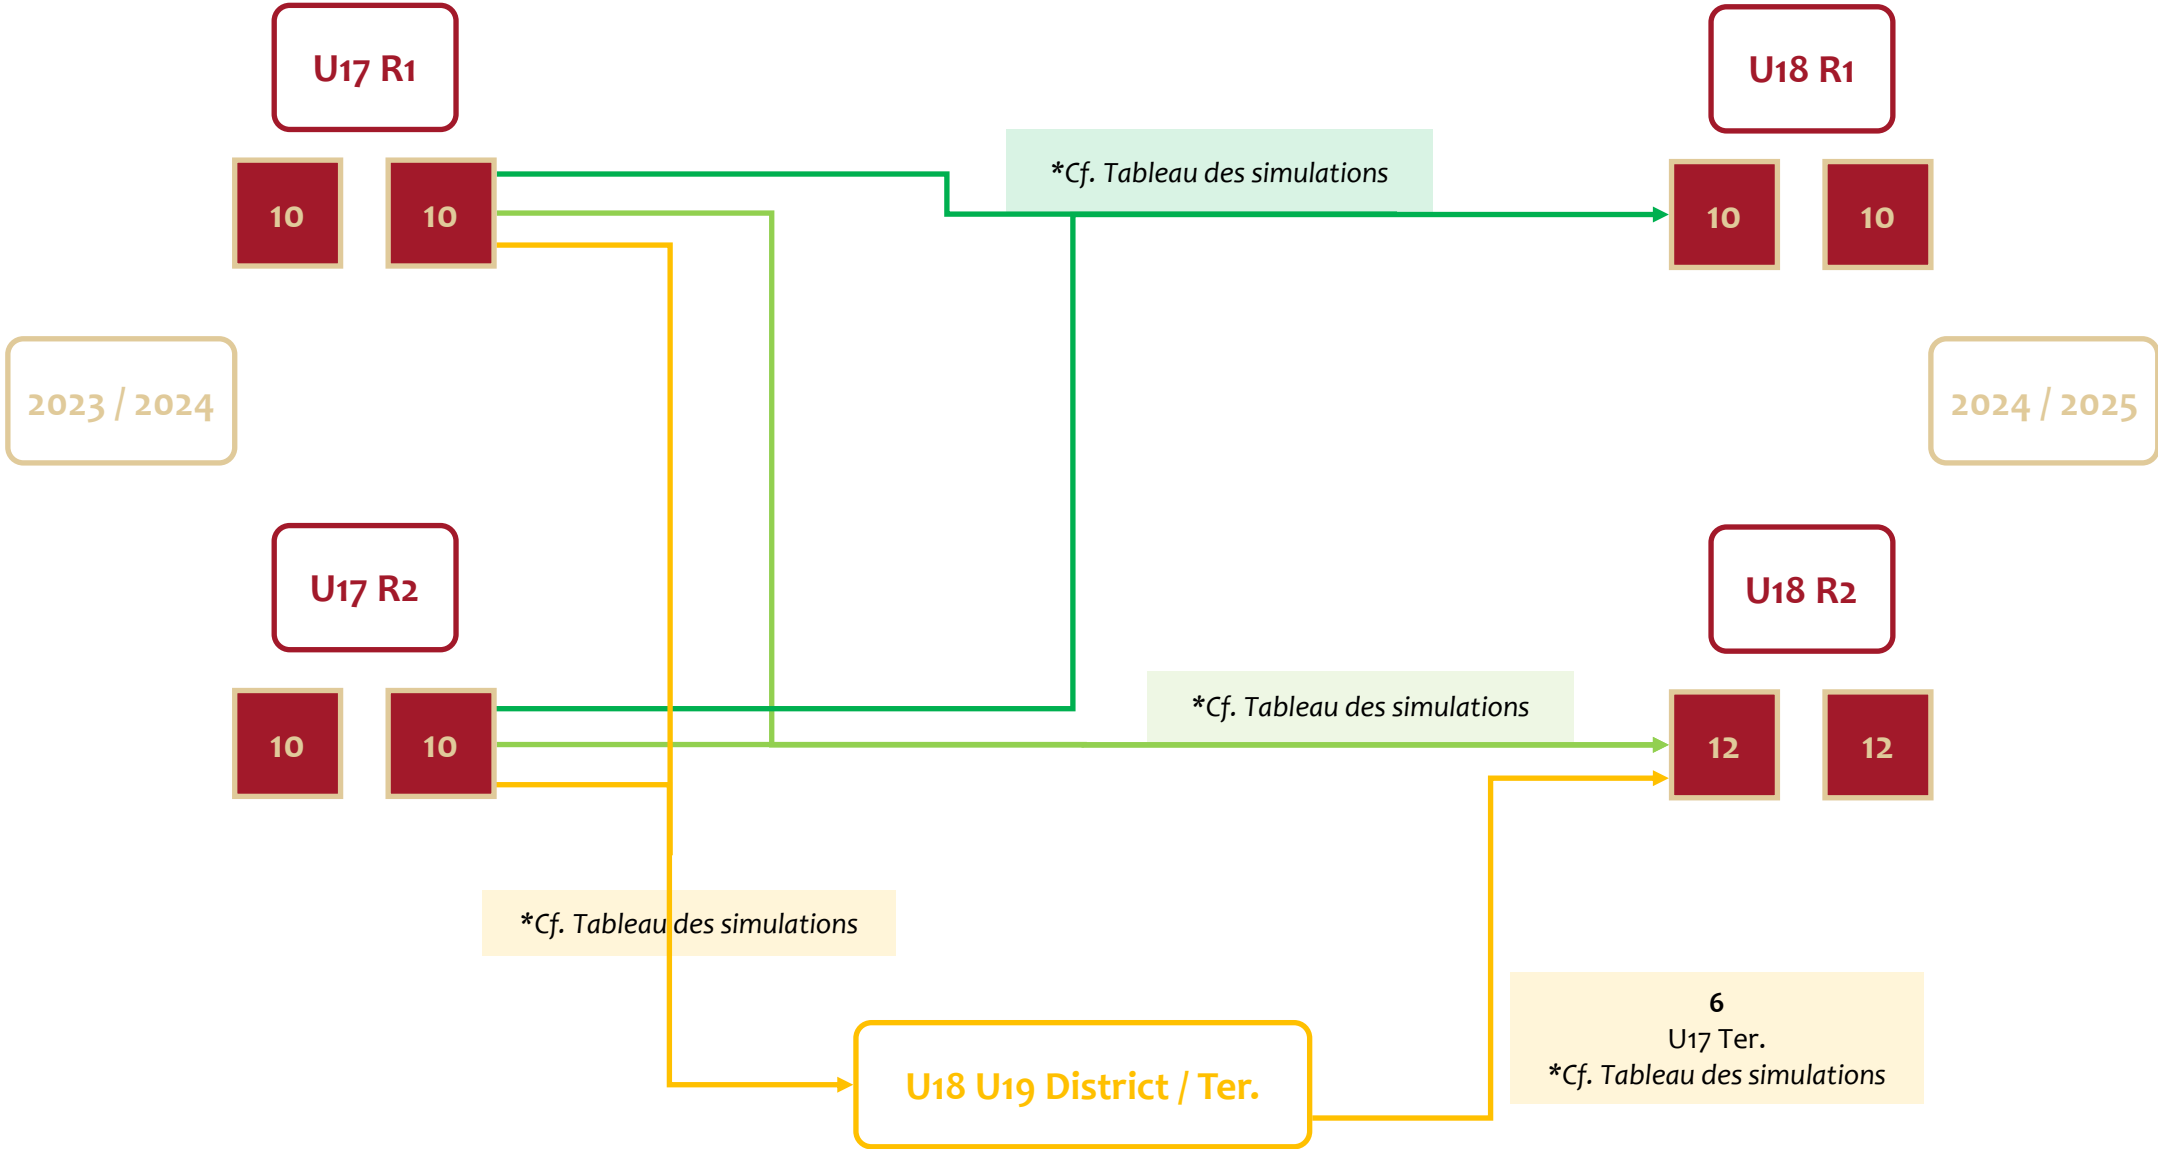 U17 R1
U18 R1
*Cf. Tableau des simulations
10
10
10
10
2023 / 2024
2024 / 2025
U17 R2
U18 R2
*Cf. Tableau des simulations
10
10
12
12
*Cf. Tableau des simulations
6
U17 Ter.
*Cf. Tableau des simulations
U18 U19 District / Ter.